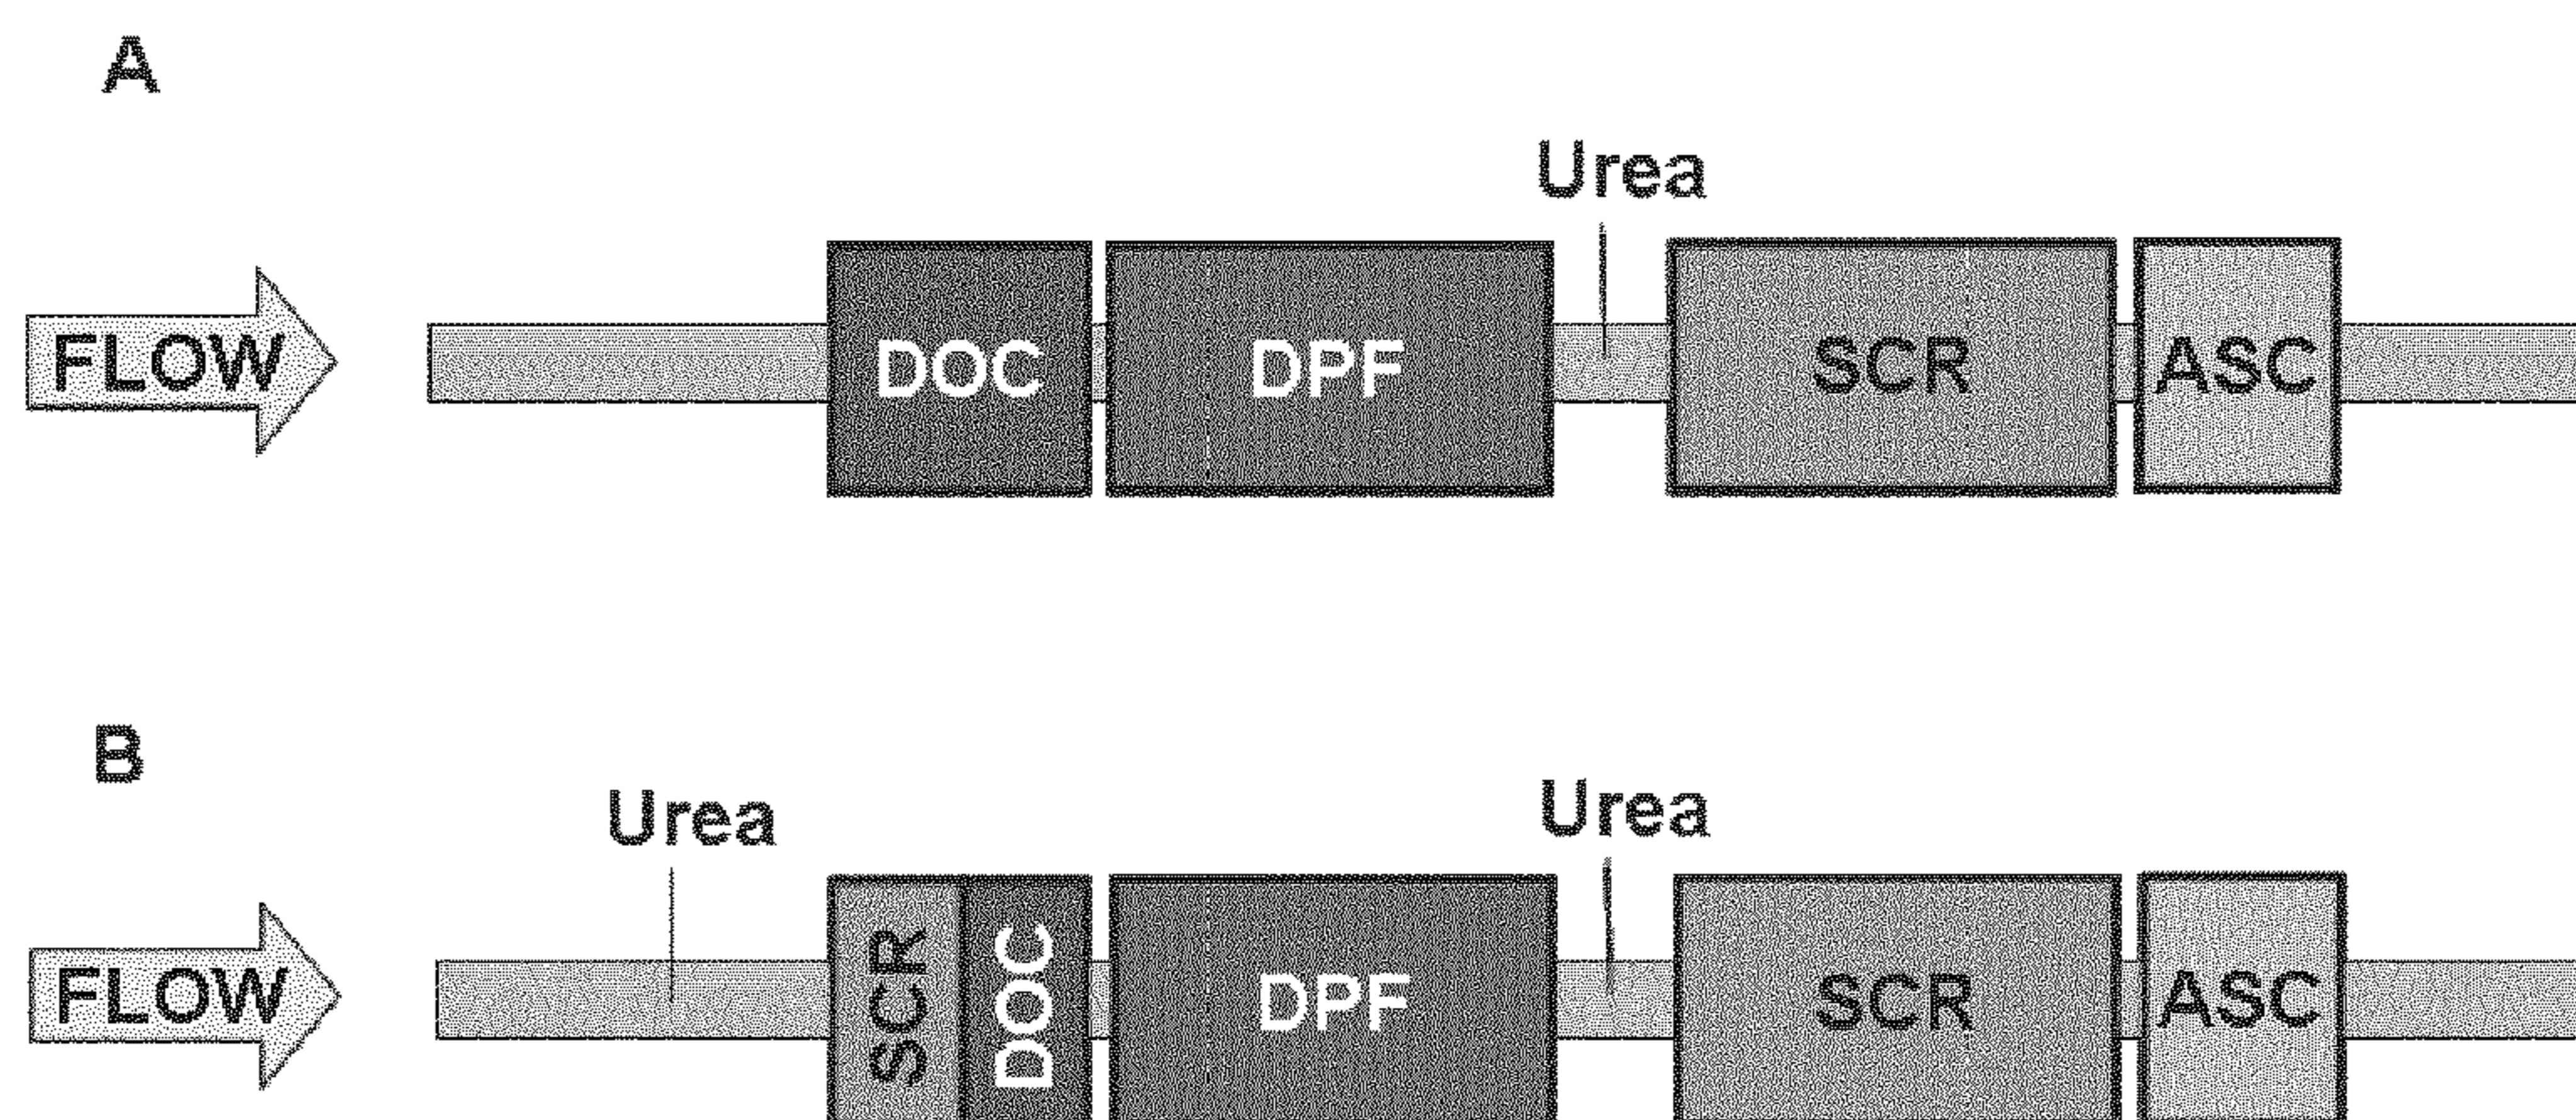 A
Urea
FLOW DOC DPF SCR ASC
B
Urea Urea
FLOW SCR DOC DPF SCR ASC